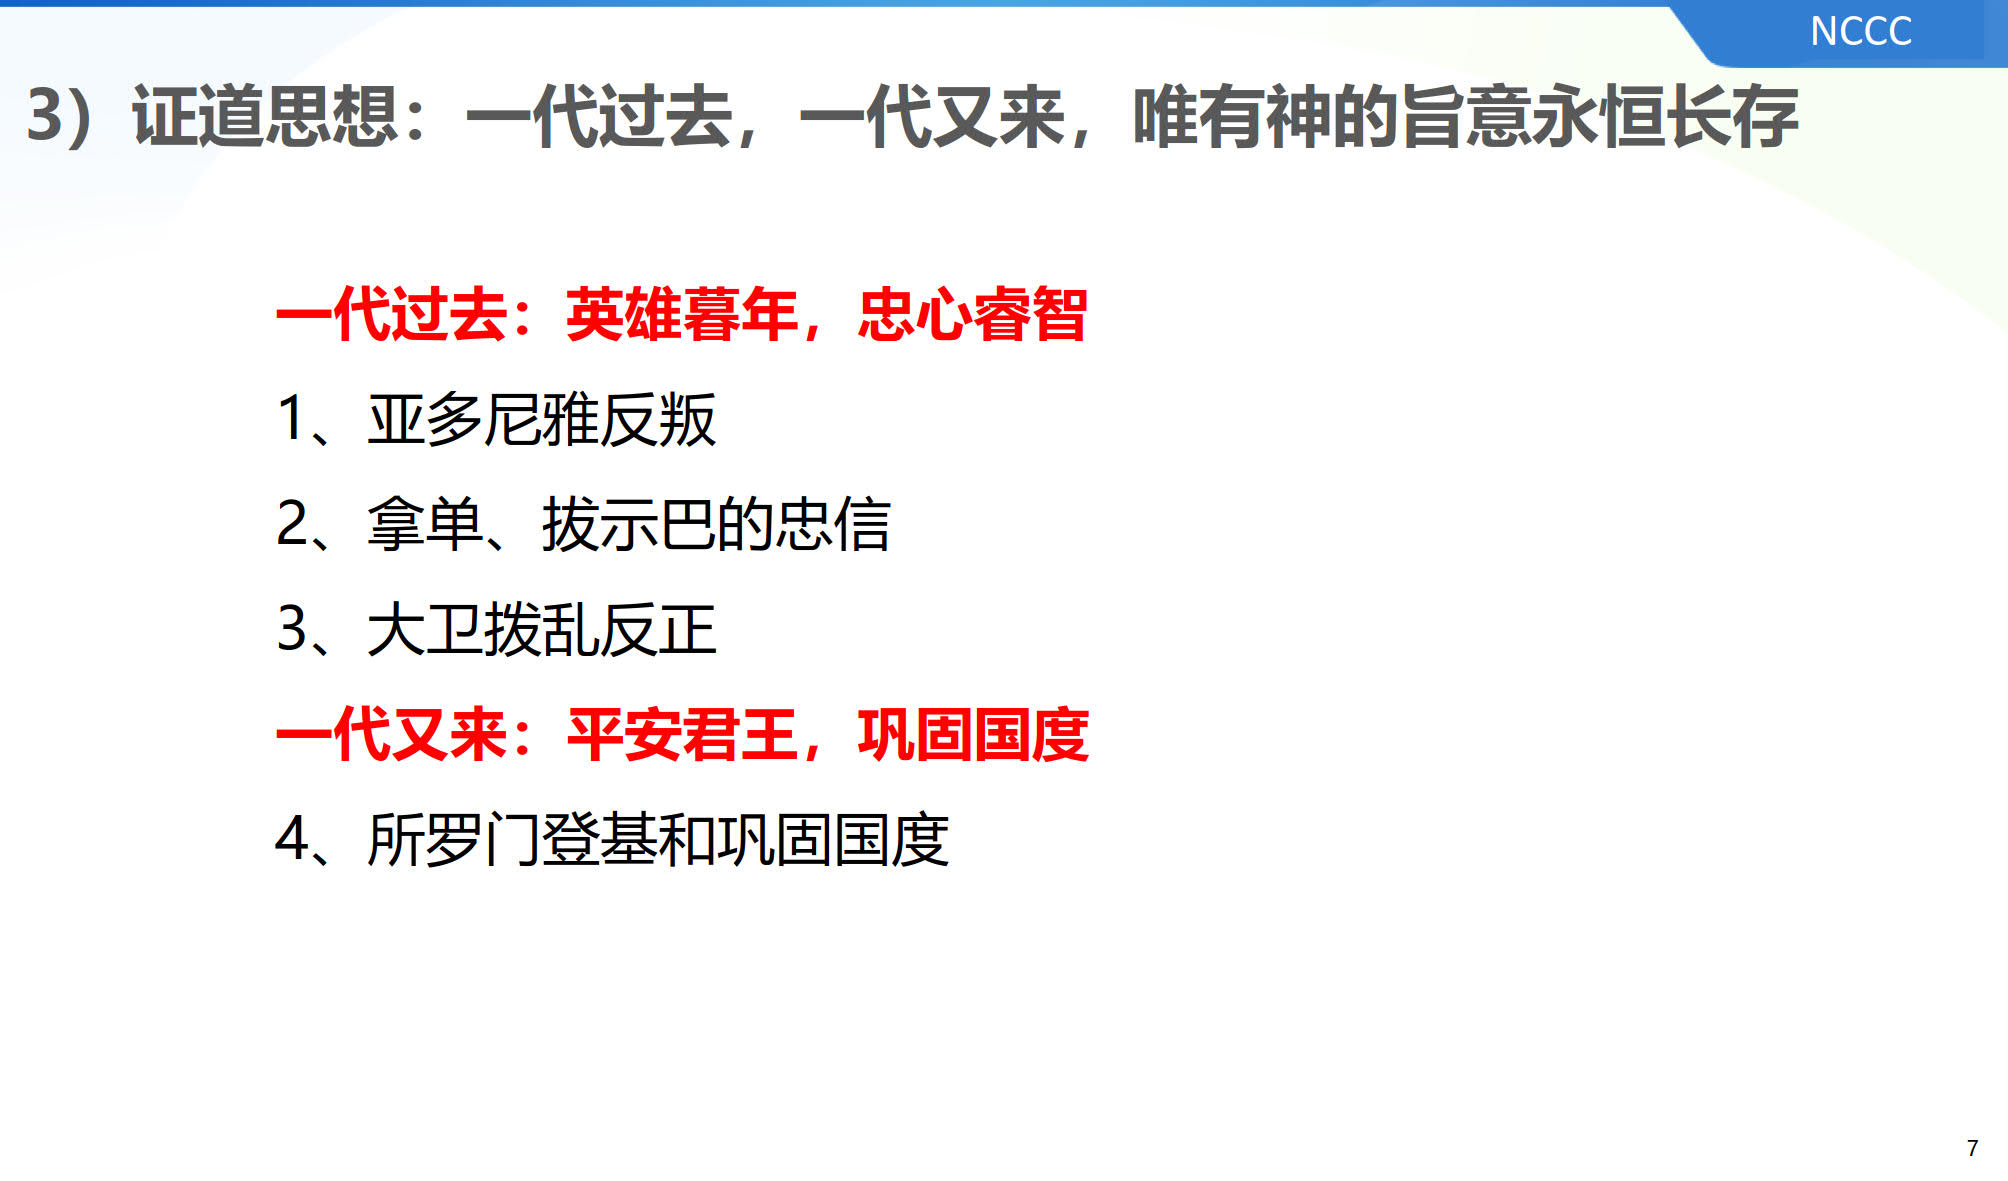 NCCC
3）证道思想：一代过去，一代又来，唯有神的旨意永恒长存
一代过去：英雄暮年，忠心睿智
1、亚多尼雅反叛
2、拿单、拔示巴的忠信
3、大卫拨乱反正
一代又来：平安君王，巩固国度
4、所罗门登基和巩固国度
7